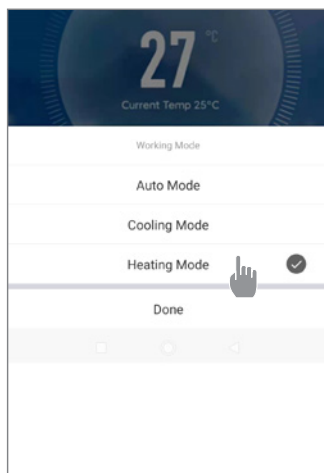 27 °C
Current Temp 25°C
Working Mode
Auto Mode
Cooling Mode
Heating Mode
Done